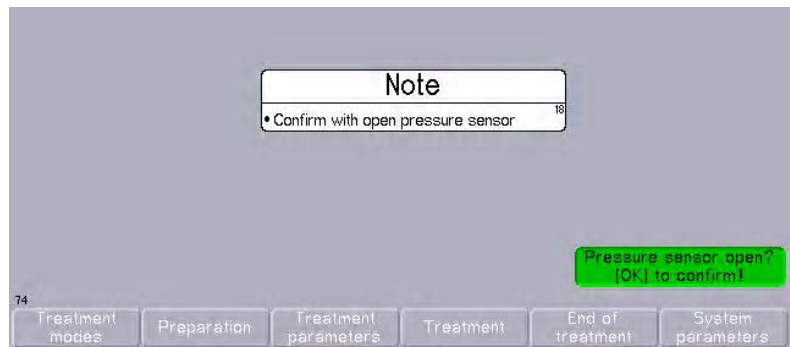 Note
• Confirm with open pressure sensor
18
Pressure sensor open?
[OK] to confirm!
74
Treatment
modes
Preparation
Treatment
parameters
Treatment
End of
treatment
System
parameters